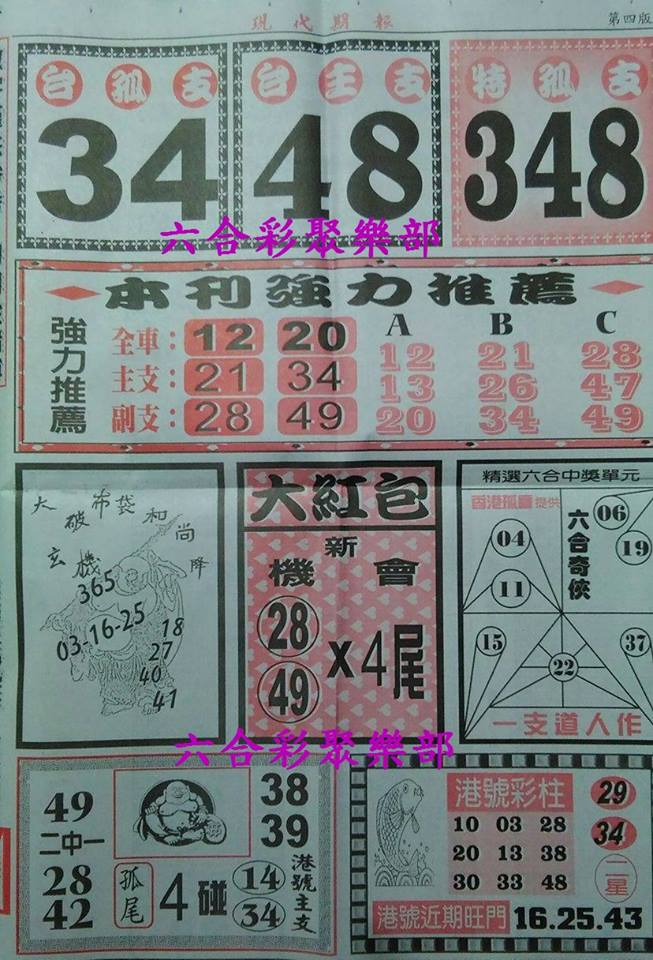 現代期報
第四版
台孤支
34
台主支
48
特孤支
348
六合彩聚樂部
本刊強力推薦
強力推薦
全車：12 20
主支：21 34
副支：28 49
A B C
12 21 28
13 26 47
20 34 49
大破布袋和尚降
玄機
365
03-16-25
18
27
40
41
大紅包
新
機會
28
49
x4尾
精選六合中獎單元
香港孤寶提供
六合奇俠
04
11
06
19
15
22
37
一支道人作
六合彩聚樂部
49
二中一
28
42
孤尾
4碰
38
39
14
34
港號主支
港號彩柱
10 03 28
20 13 38
30 33 48
29
34
二星
港號近期旺門
16.25.43